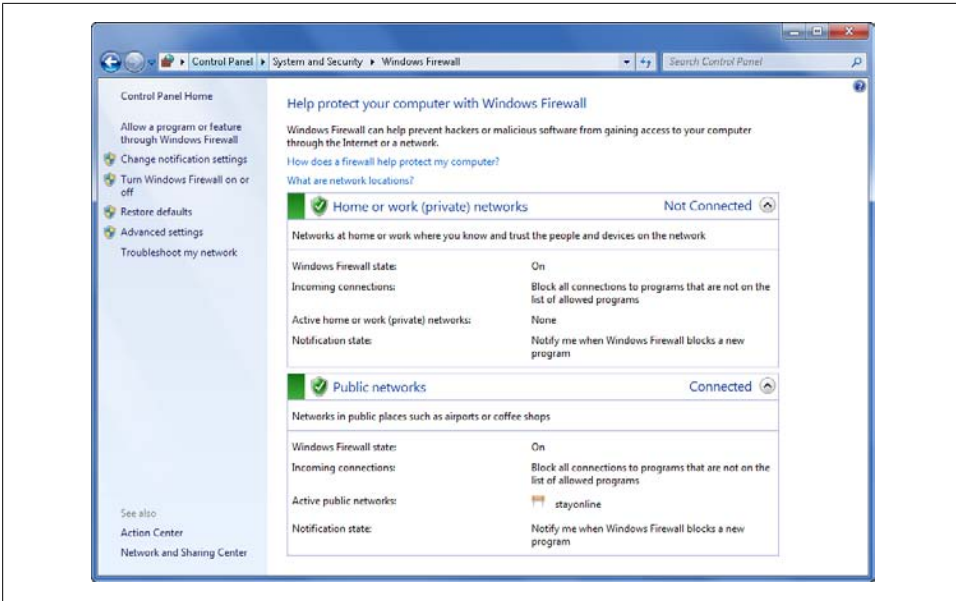 Control Panel
System and Security
Windows Firewall
Search Control Panel
Control Panel Home
Allow a program or feature
through Windows Firewall
Change notification settings
Turn Windows Firewall on or
off
Restore defaults
Advanced settings
Troubleshoot my network
See also
Action Center
Network and Sharing Center
Help protect your computer with Windows Firewall
Windows Firewall can help prevent hackers or malicious software from gaining access to your computer
through the Internet or a network.
How does a firewall help protect my computer?
What are network locations?
Home or work (private) networks
Not Connected
Networks at home or work where you know and trust the people and devices on the network
Windows Firewall state:
On
Incoming connections:
Block all connections to programs that are not on the
list of allowed programs
Active home or work (private) networks:
None
Notification state:
Notify me when Windows Firewall blocks a new
program
Public networks
Connected
Networks in public places such as airports or coffee shops
Windows Firewall state:
On
Incoming connections:
Block all connections to programs that are not on the
list of allowed programs
Active public networks:
stayonline
Notification state:
Notify me when Windows Firewall blocks a new
program